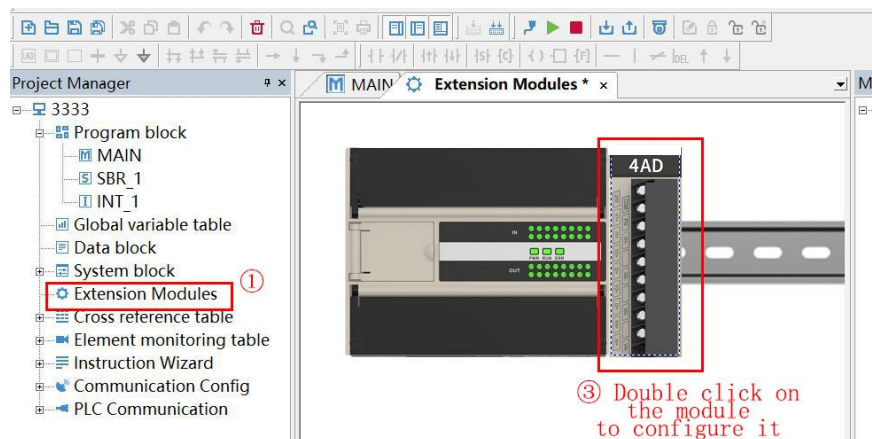 LAD
DEL
Project Manager
M MAIN
Extension Modules *
M
3333
Program block
M MAIN
S SBR_1
I INT_1
Global variable table
Data block
System block
Extension Modules
①
Cross reference table
Element monitoring table
Instruction Wizard
Communication Config
PLC Communication
4AD
IN
PWR RUN ERR
OUT
③ Double click on
the module
to configure it